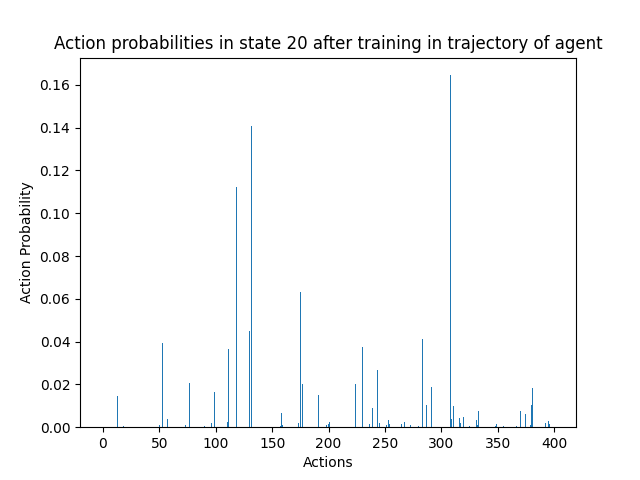 Action probabilities in state 20 after training in trajectory of agent
0.16
0.14
0.12
0.10
0.08
0.06
0.04
0.02
0.00
Action Probability
0 50 100 150 200 250 300 350 400
Actions